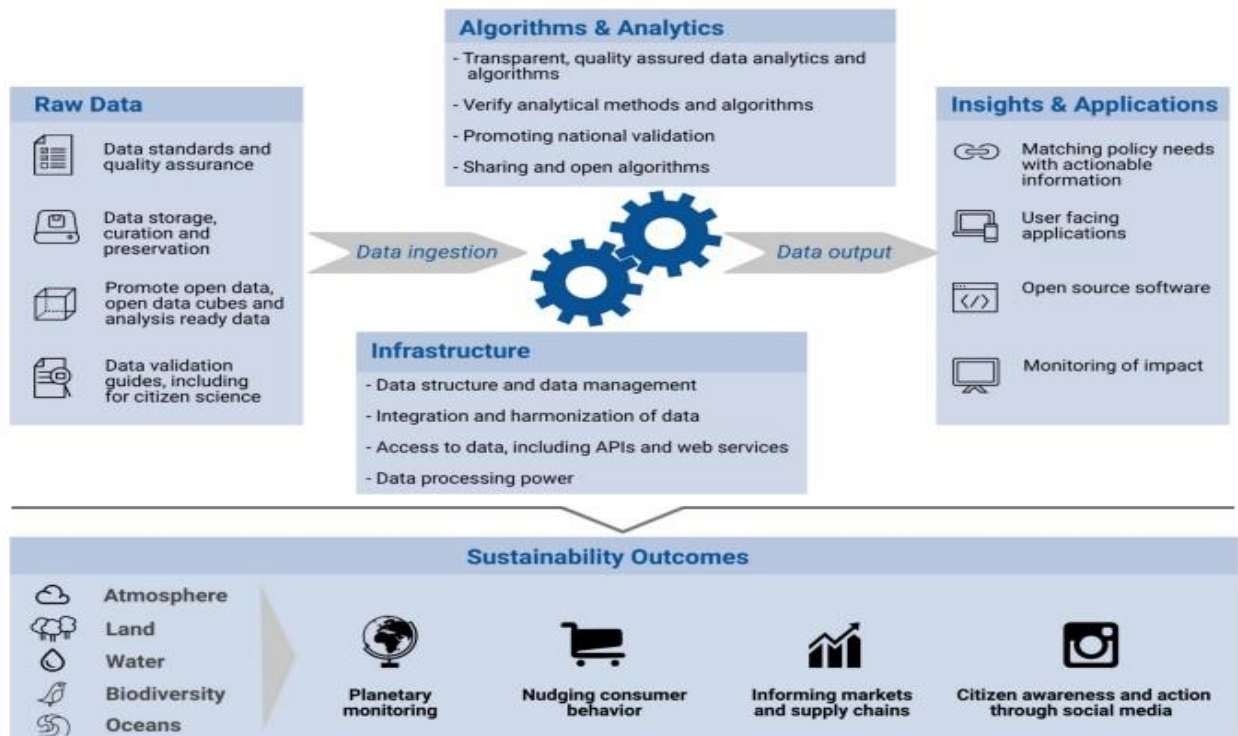 Algorithms & Analytics
- Transparent, quality assured data analytics and
algorithms
- Verify analytical methods and algorithms
- Promoting national validation
- Sharing and open algorithms
Raw Data
Data standards and
quality assurance
Data storage,
curation and
preservation
Promote open data,
open data cubes and
analysis ready data
Data validation
guides, including
for citizen science
Data ingestion
Data output
Insights & Applications
Matching policy needs
with actionable
information
User facing
applications
Open source software
Monitoring of impact
Infrastructure
- Data structure and data management
- Integration and harmonization of data
- Access to data, including APIs and web services
- Data processing power
Sustainability Outcomes
Atmosphere
Land
Water
Biodiversity
Oceans
Planetary
monitoring
Nudging consumer
behavior
Informing markets
and supply chains
Citizen awareness and action
through social media